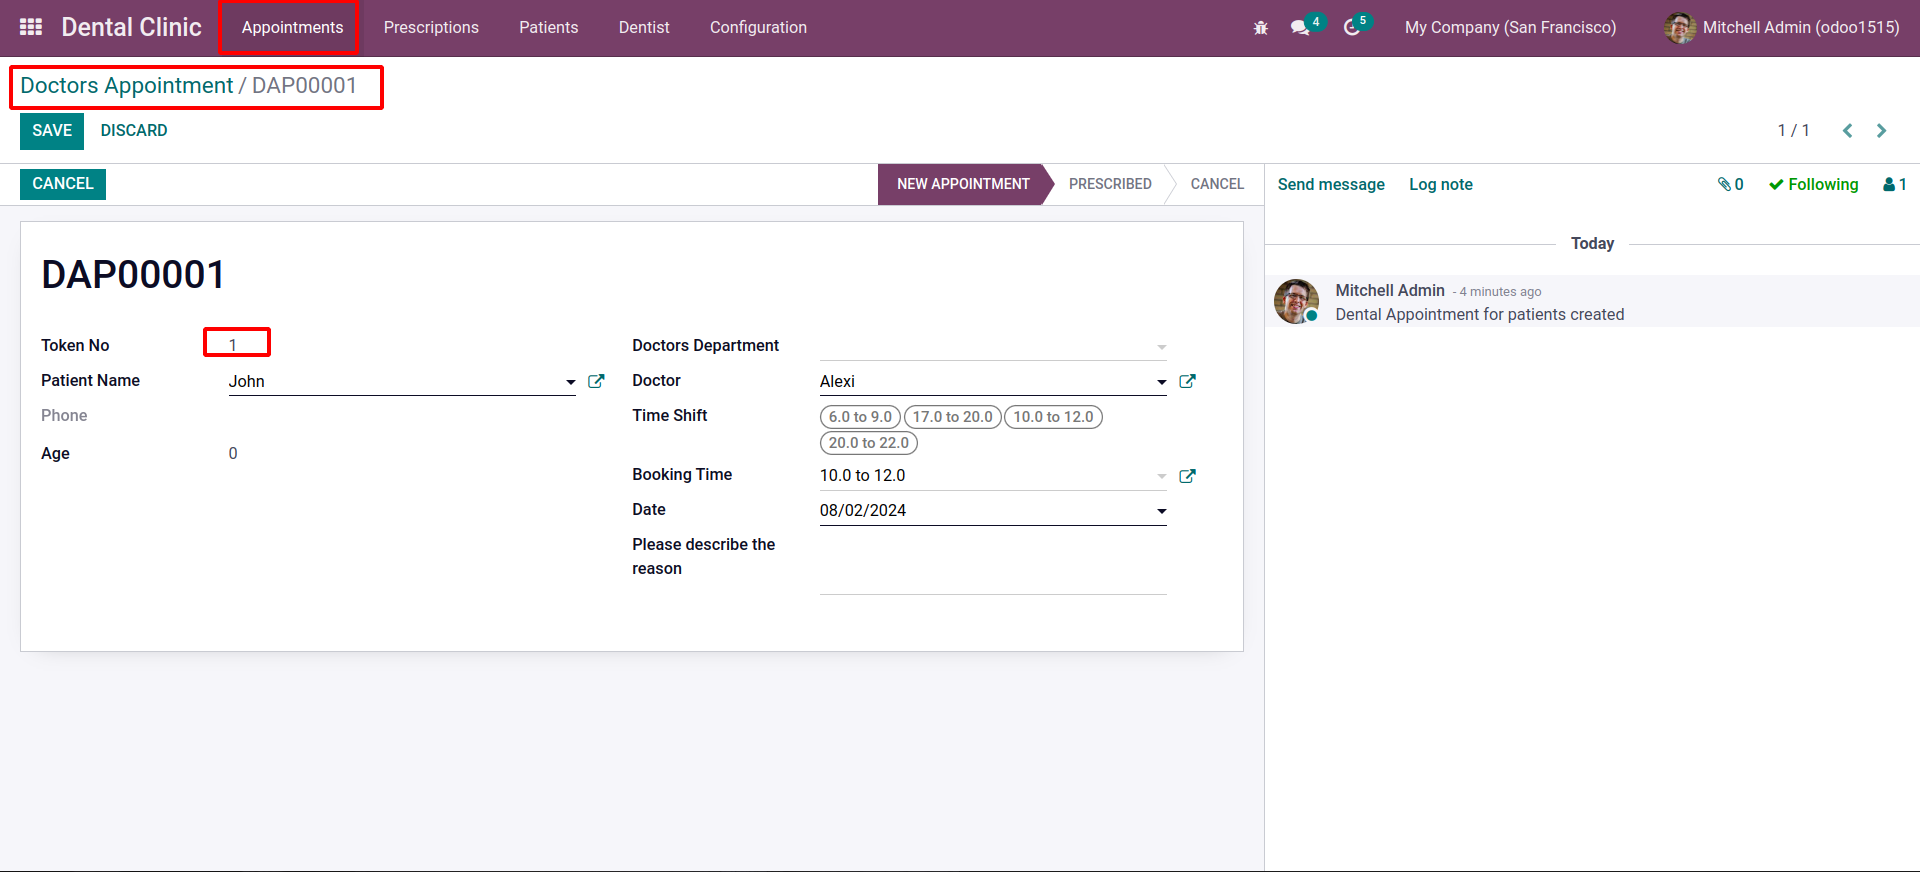 Dental Clinic Appointments Prescriptions Patients Dentist Configuration 4 5 My Company (San Francisco) Mitchell Admin (odoo1515)
Doctors Appointment / DAP00001
SAVE DISCARD 1 / 1
CANCEL NEW APPOINTMENT PRESCRIBED CANCEL Send message Log note 0 Following 1
Today
Mitchell Admin - 4 minutes ago
Dental Appointment for patients created
DAP00001
Token No 1
Patient Name John
Phone
Age 0
Doctors Department
Doctor Alexi
Time Shift 6.0 to 9.0 17.0 to 20.0 10.0 to 12.0
20.0 to 22.0
Booking Time 10.0 to 12.0
Date 08/02/2024
Please describe the
reason